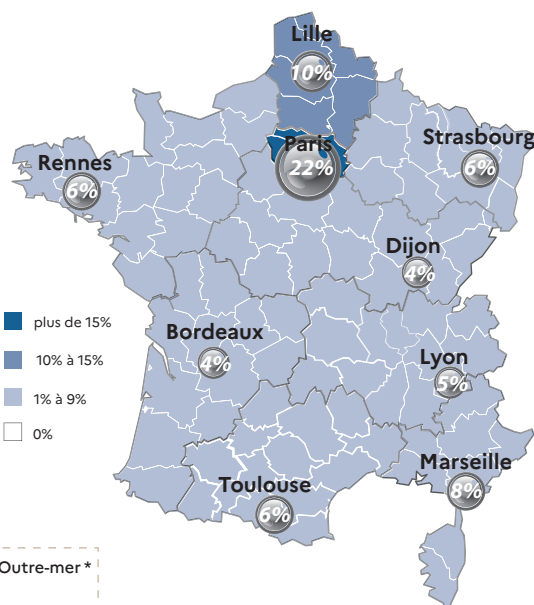 Lille
10%
Paris
22%
Strasbourg
6%
Rennes
6%
Dijon
4%
plus de 15%
10% à 15%
1% à 9%
0%
Bordeaux
4%
Lyon
5%
Marseille
8%
Toulouse
6%
Outre-mer *